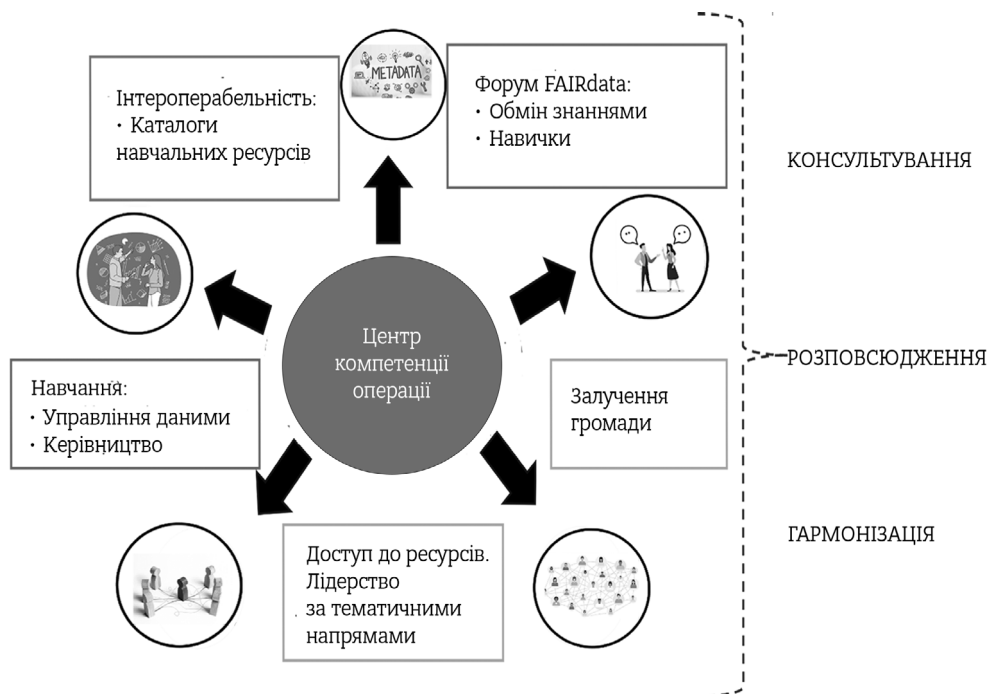 METADATA
Інтероперабельність:
• Каталоги
навчальних ресурсів
Форум FAIRdata:
• Обмін знаннями
• Навички
КОНСУЛЬТУВАННЯ
Центр
компетенції
операції
РОЗПОВСЮДЖЕННЯ
Навчання:
• Управління даними
• Керівництво
Залучення
громади
Доступ до ресурсів.
Лідерство
за тематичними
напрямами
ГАРМОНІЗАЦІЯ